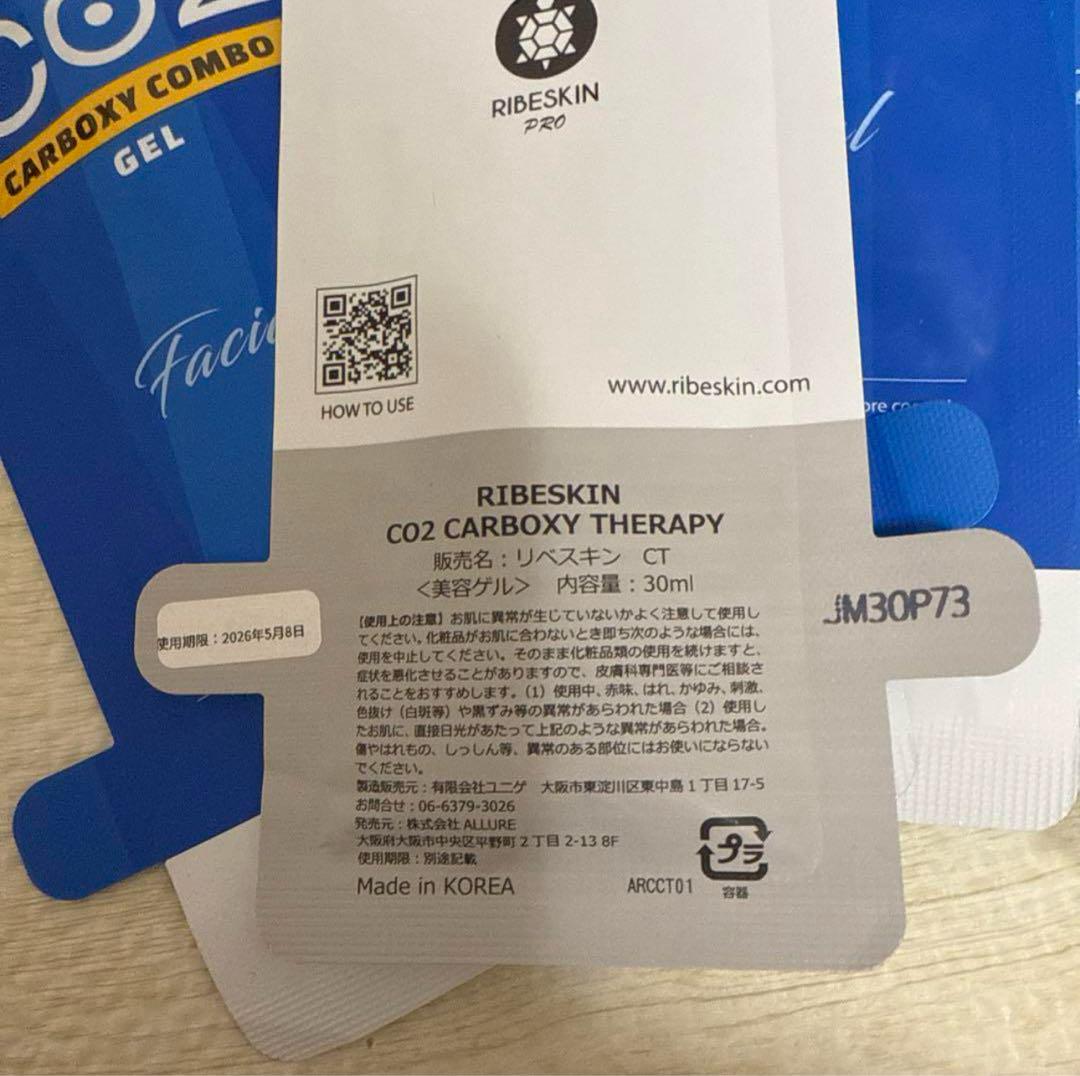 CO2
CARBOXY COMBO
GEL
RIBESKIN
PRO
HOW TO USE
www.ribeskin.com
RIBESKIN
CO2 CARBOXY THERAPY
販売名：リベスキン　CT
＜美容ゲル＞　内容量：30ml
【使用上の注意】お肌に異常が生じていないかよく注意して使用し
てください。化粧品がお肌に合わないとき即ち次のような場合には、
使用を中止してください。そのまま化粧品類の使用を続けますと、
症状を悪化させることがありますので、皮膚科専門医等にご相談さ
れることをおすすめします。（1）使用中、赤味、はれ、かゆみ、刺激、
色抜け（白斑等）や黒ずみ等の異常があらわれた場合（2）使用し
たお肌に、直接日光があたって上記のような異常があらわれた場合。
傷やはれもの、しっしん等、異常のある部位にはお使いにならない
でください。
製造販売元：有限会社ユニゲ　大阪市東淀川区東中島1丁目17-5
お問合せ：06-6379-3026
発売元：株式会社ALLURE
大阪府大阪市中央区平野町2丁目2-13 8F
使用期限：別途記載
Made in KOREA
ARCCT01
プラ
容器
使用期限：2026年5月8日
JM30P73